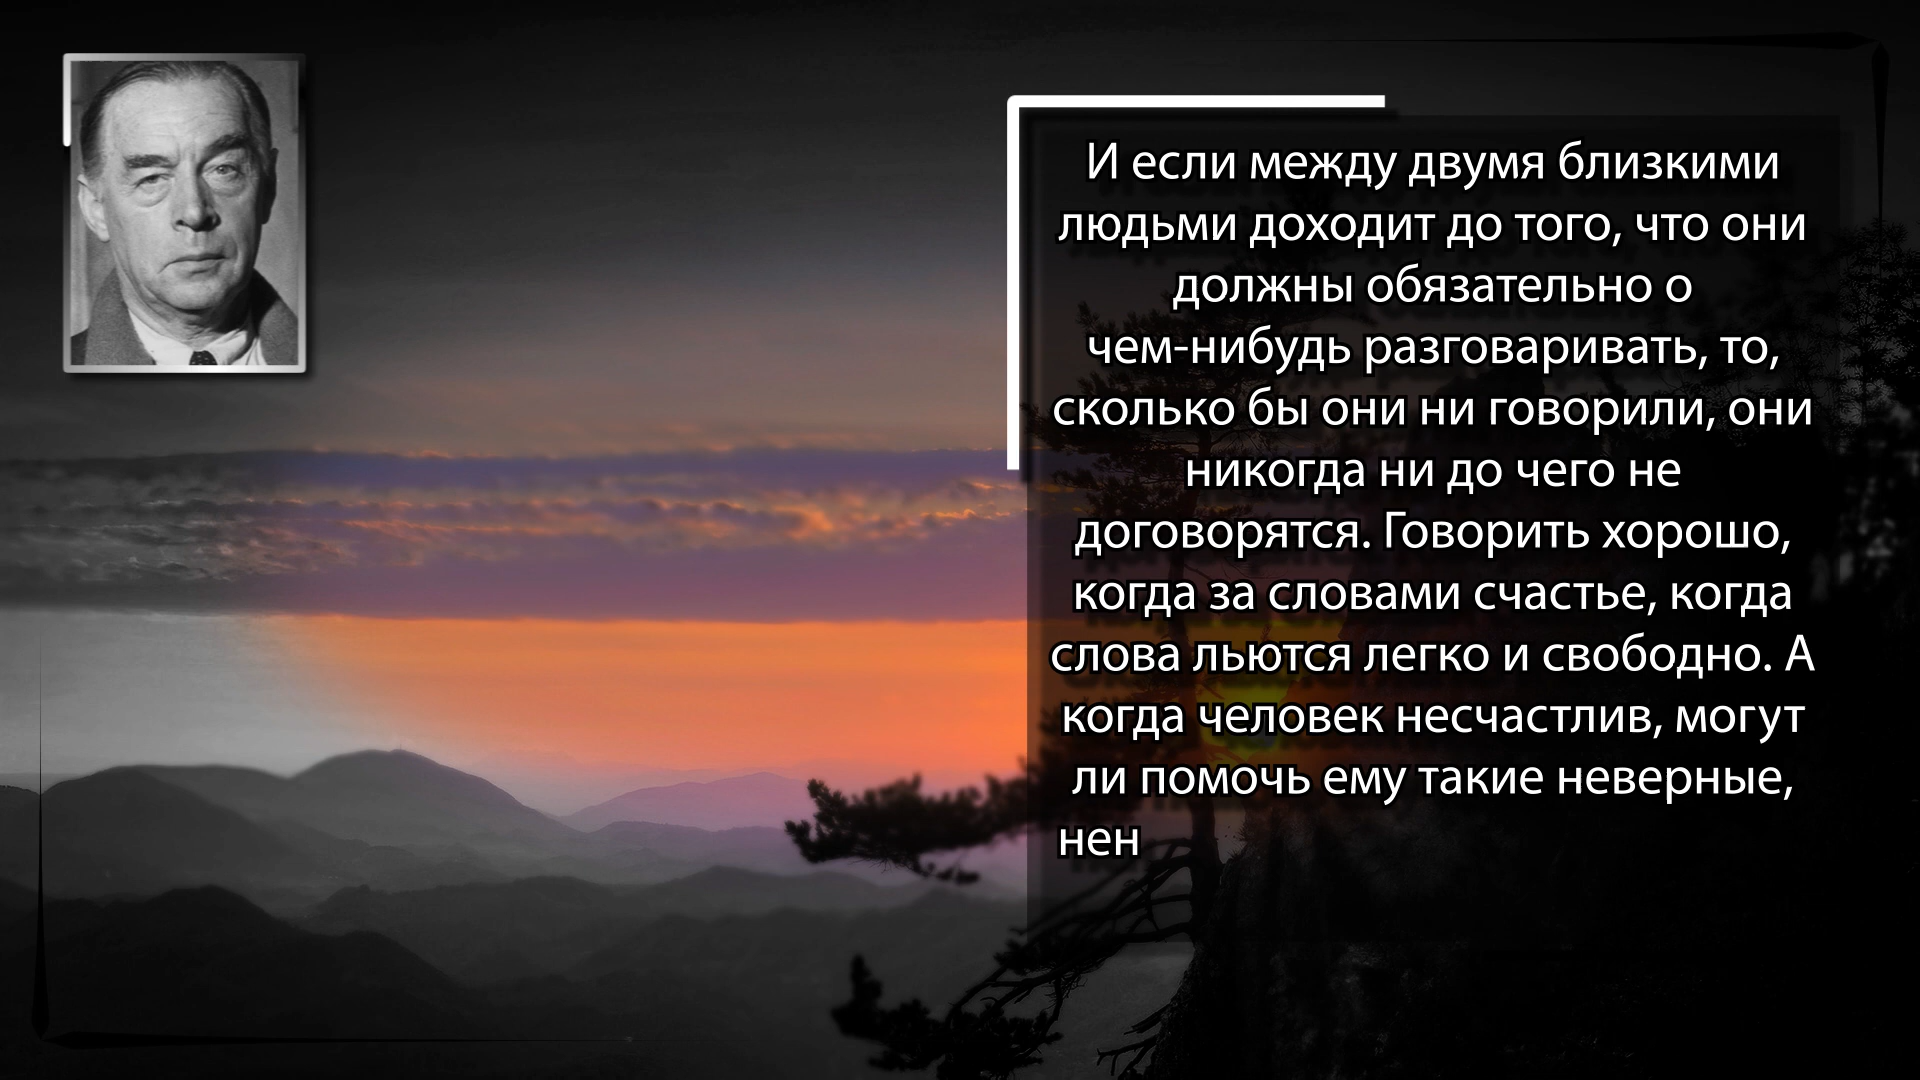 И если между двумя близкими
людьми доходит до того, что они
должны обязательно о
чем-нибудь разговаривать, то,
сколько бы они ни говорили, они
никогда ни до чего не
договорятся. Говорить хорошо,
когда за словами счастье, когда
слова льются легко и свободно. А
когда человек несчастлив, могут
ли помочь ему такие неверные,
нен